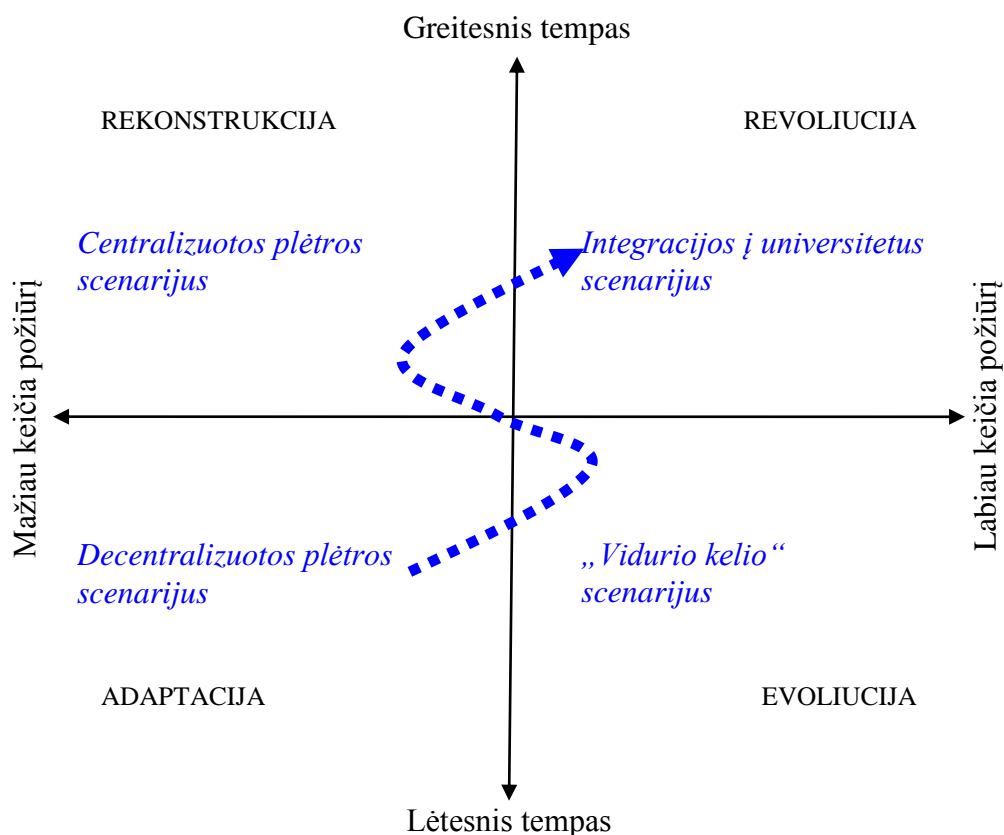 Greitesnis tempas
REKONSTRUKCIJA
REVOLIUCIJA
Centralizuotos plėtros
scenarijus
Integracijos į universitetus
scenarijus
Mažiau keičia požiūrį
Labiau keičia požiūrį
Decentralizuotos plėtros
scenarijus
„Vidurio kelio“
scenarijus
ADAPTACIJA
EVOLIUCIJA
Lėtesnis tempas